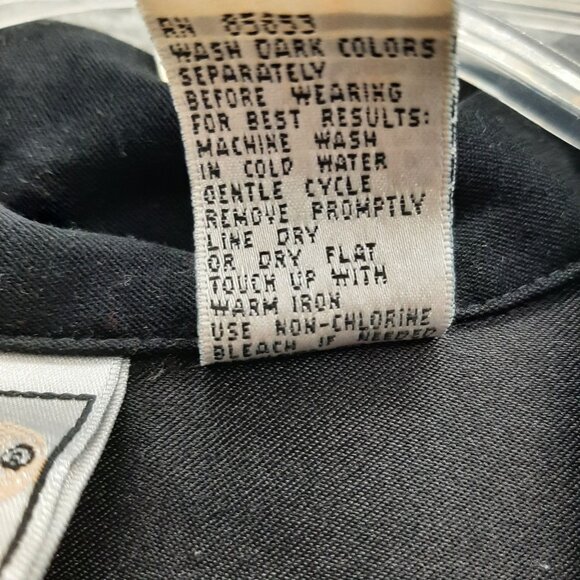 RN 85653
WASH DARK COLORS
SEPARATELY
BEFORE WEARING
FOR BEST RESULTS:
MACHINE WASH
IN COLD WATER
GENTLE CYCLE
REMOVE PROMPTLY
LINE DRY
OR DRY FLAT
TOUCH UP WITH
WARM IRON
USE NON-CHLORINE
BLEACH IF NEEDED
®